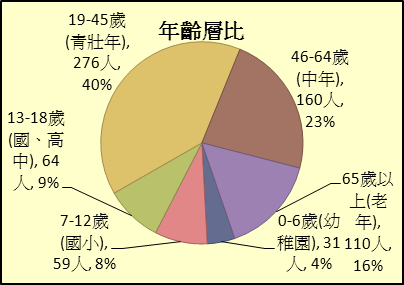 年齡層比
19-45歲
(青壯年),
276人,
40%
46-64歲
(中年),
160人,
23%
13-18歲
(國、高
中), 64
人, 9%
65歲以
上(老
年),
110人,
16%
7-12歲
(國小),
59人, 8%
0-6歲(幼
稚園), 31
人, 4%